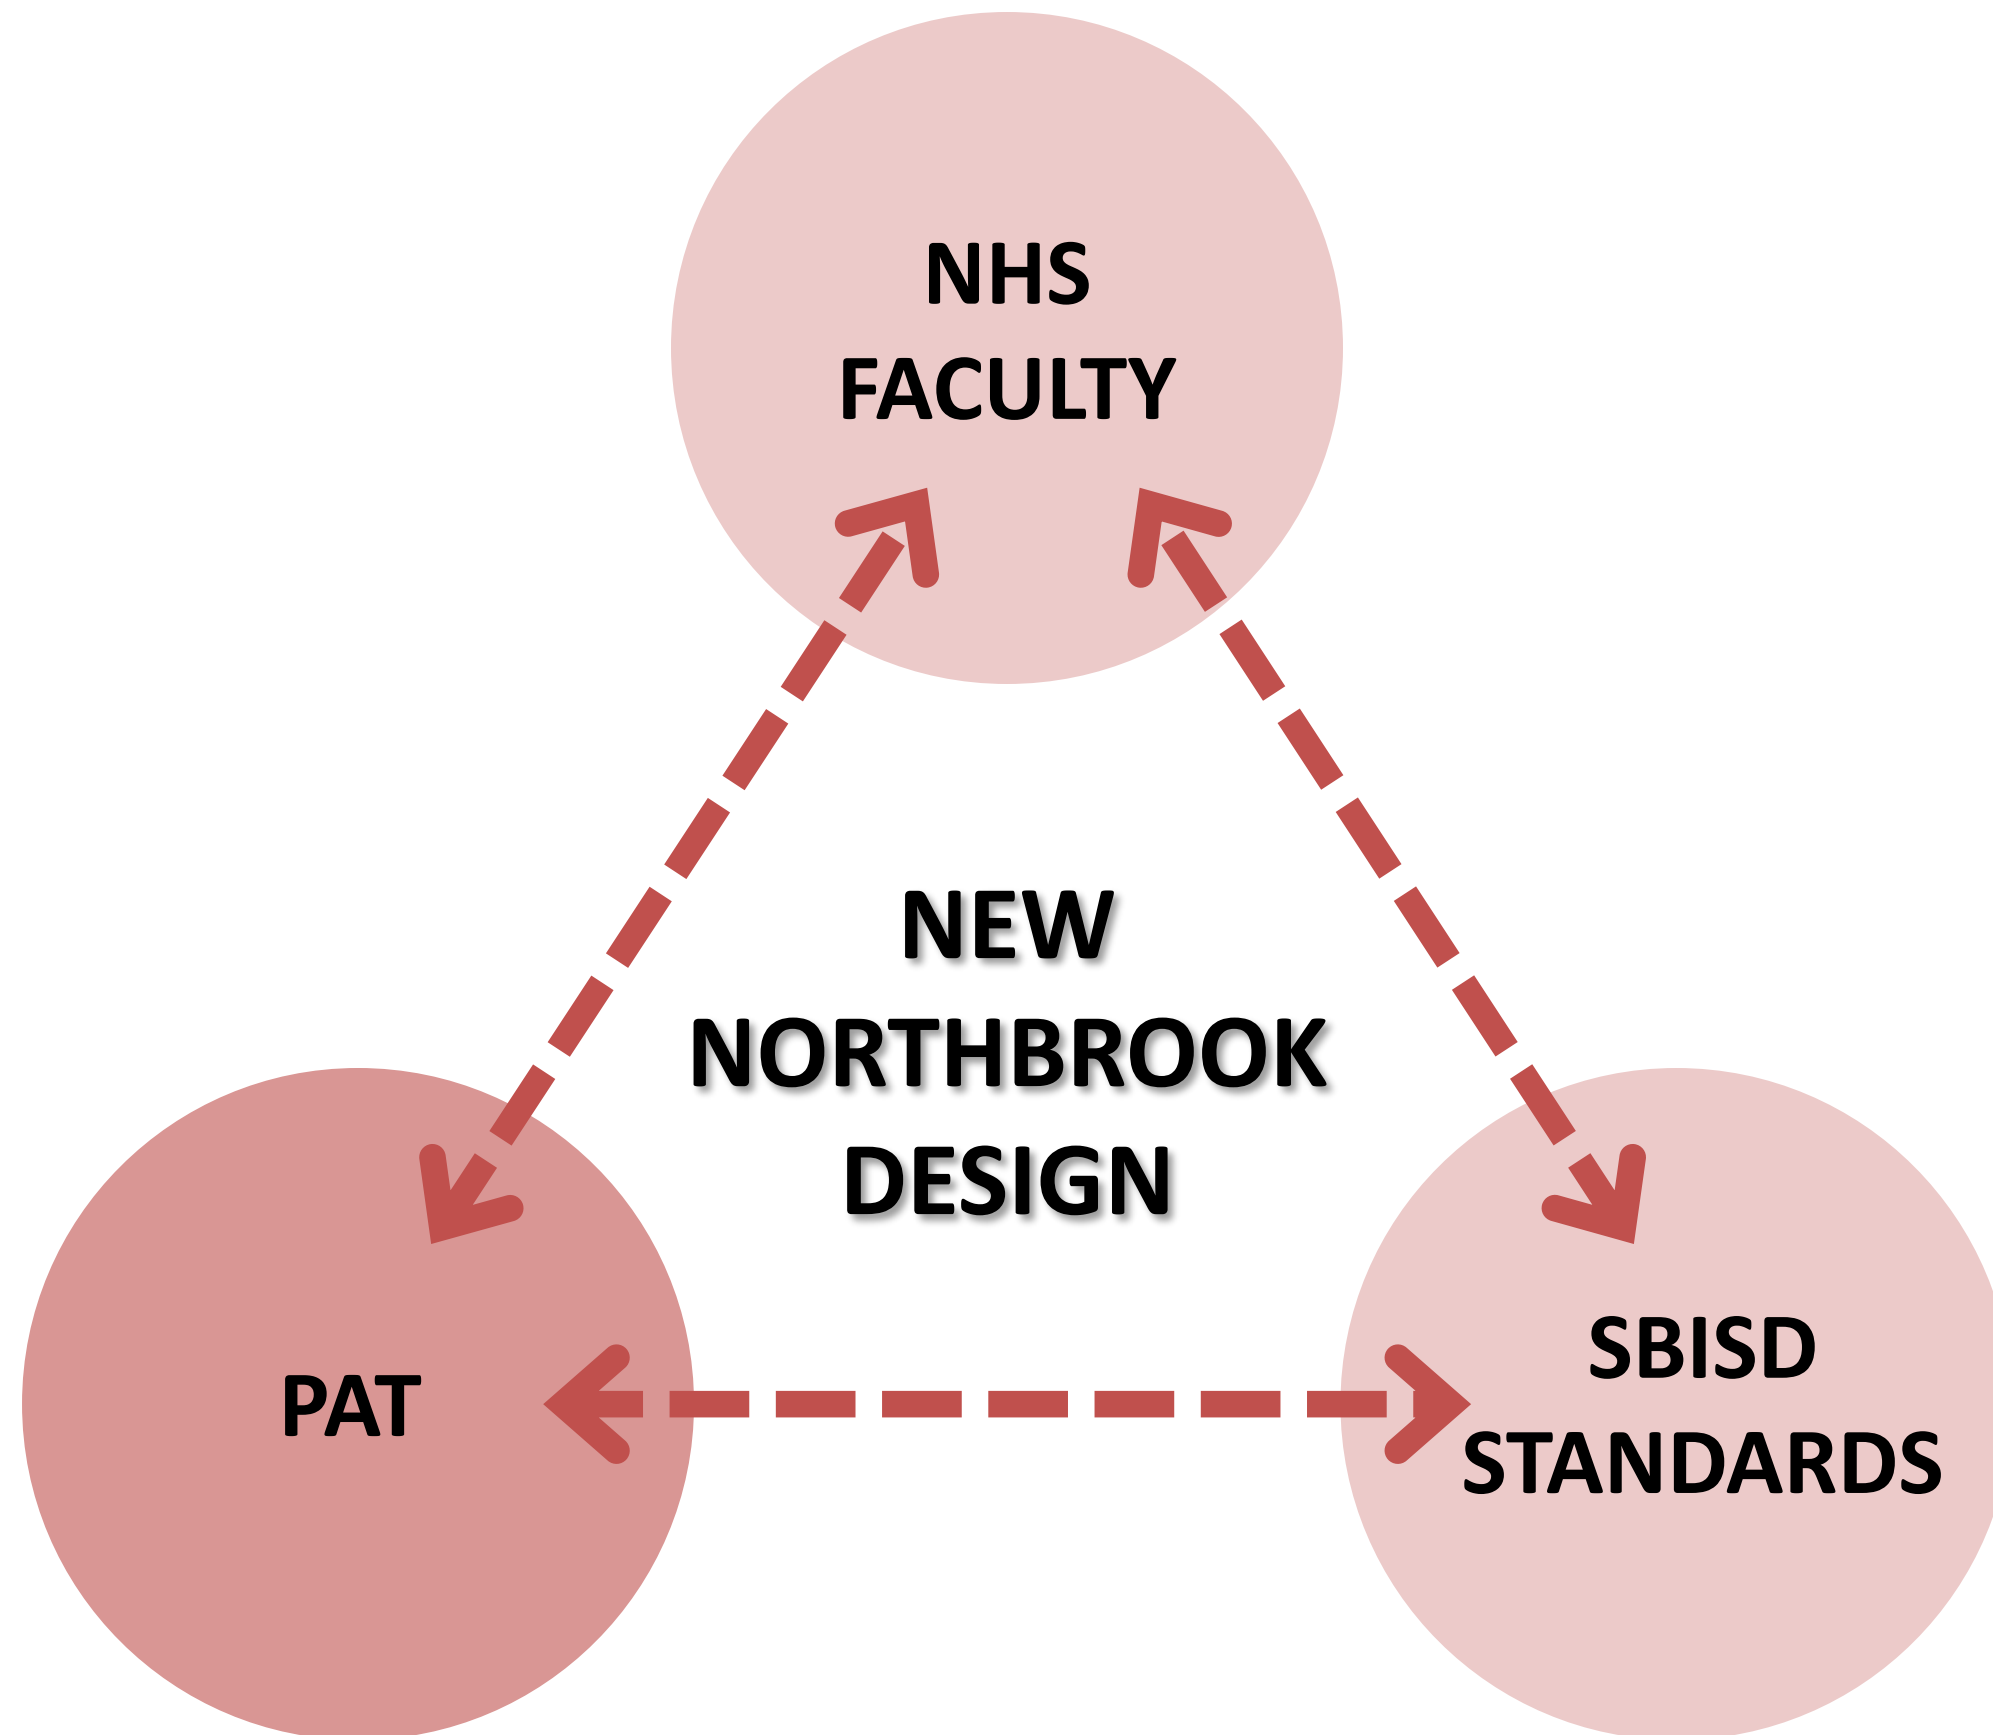 NHS
FACULTY
NEW
NORTHBROOK
DESIGN
PAT
SBISD
STANDARDS